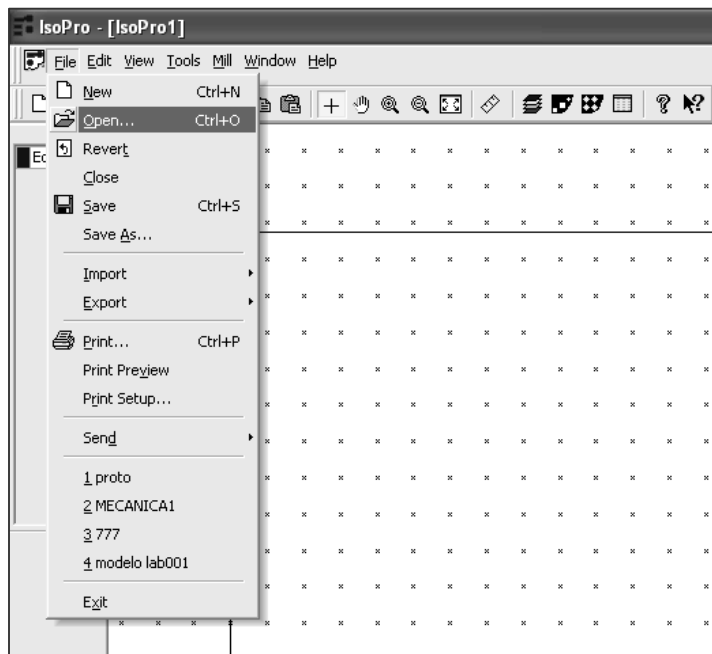 IsoPro - [IsoPro1]
File Edit View Tools Mill Window Help
New Ctrl+N
Open... Ctrl+O
Ec
Revert
Close
Save Ctrl+S
Save As...
Import
Export
Print... Ctrl+P
Print Preview
Print Setup...
Send
1 proto
2 MECANICA1
3 777
4 modelo lab001
Exit